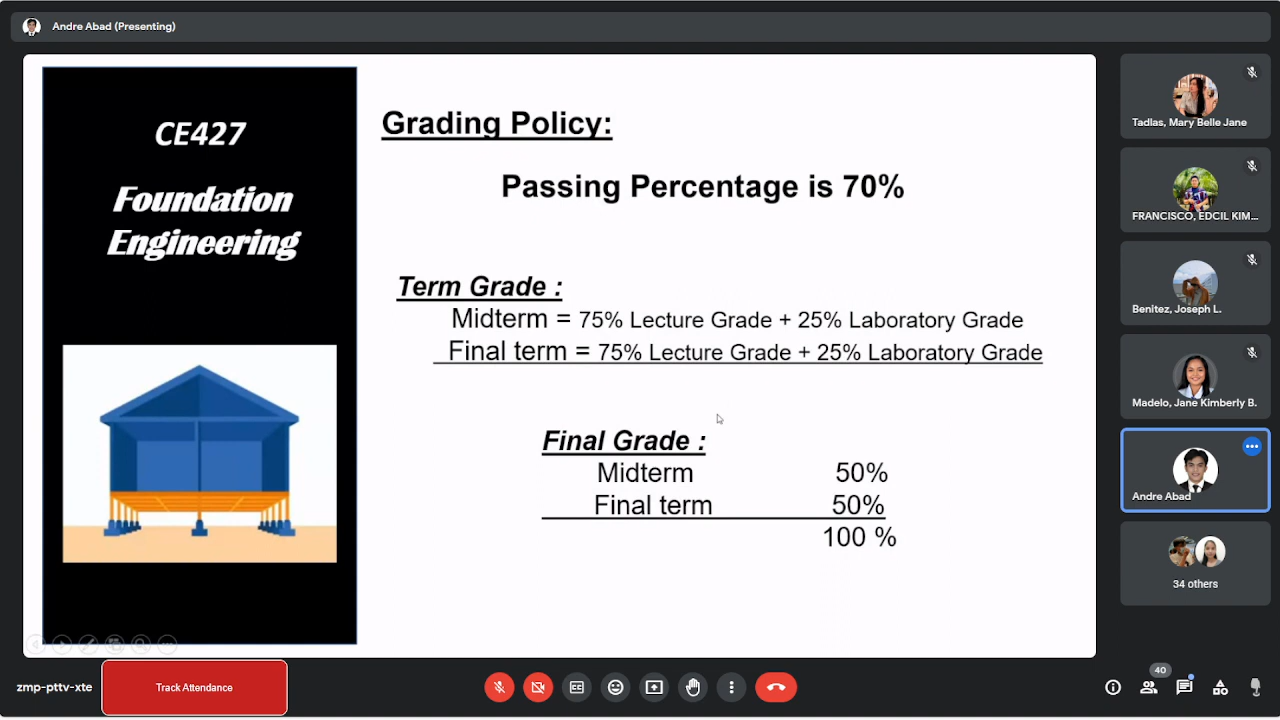 Andre Abad (Presenting)
CE427
Foundation
Engineering
Grading Policy:
Passing Percentage is 70%
Term Grade :
Midterm = 75% Lecture Grade + 25% Laboratory Grade
Final term = 75% Lecture Grade + 25% Laboratory Grade
Final Grade :
Midterm 50%
Final term 50%
100 %
Tadlas, Mary Belle Jane
FRANCISCO, EDCIL KIM...
Benitez, Joseph L.
Madelo, Jane Kimberly B.
Andre Abad
34 others
zmp-pttv-xte
Track Attendance
CC
40